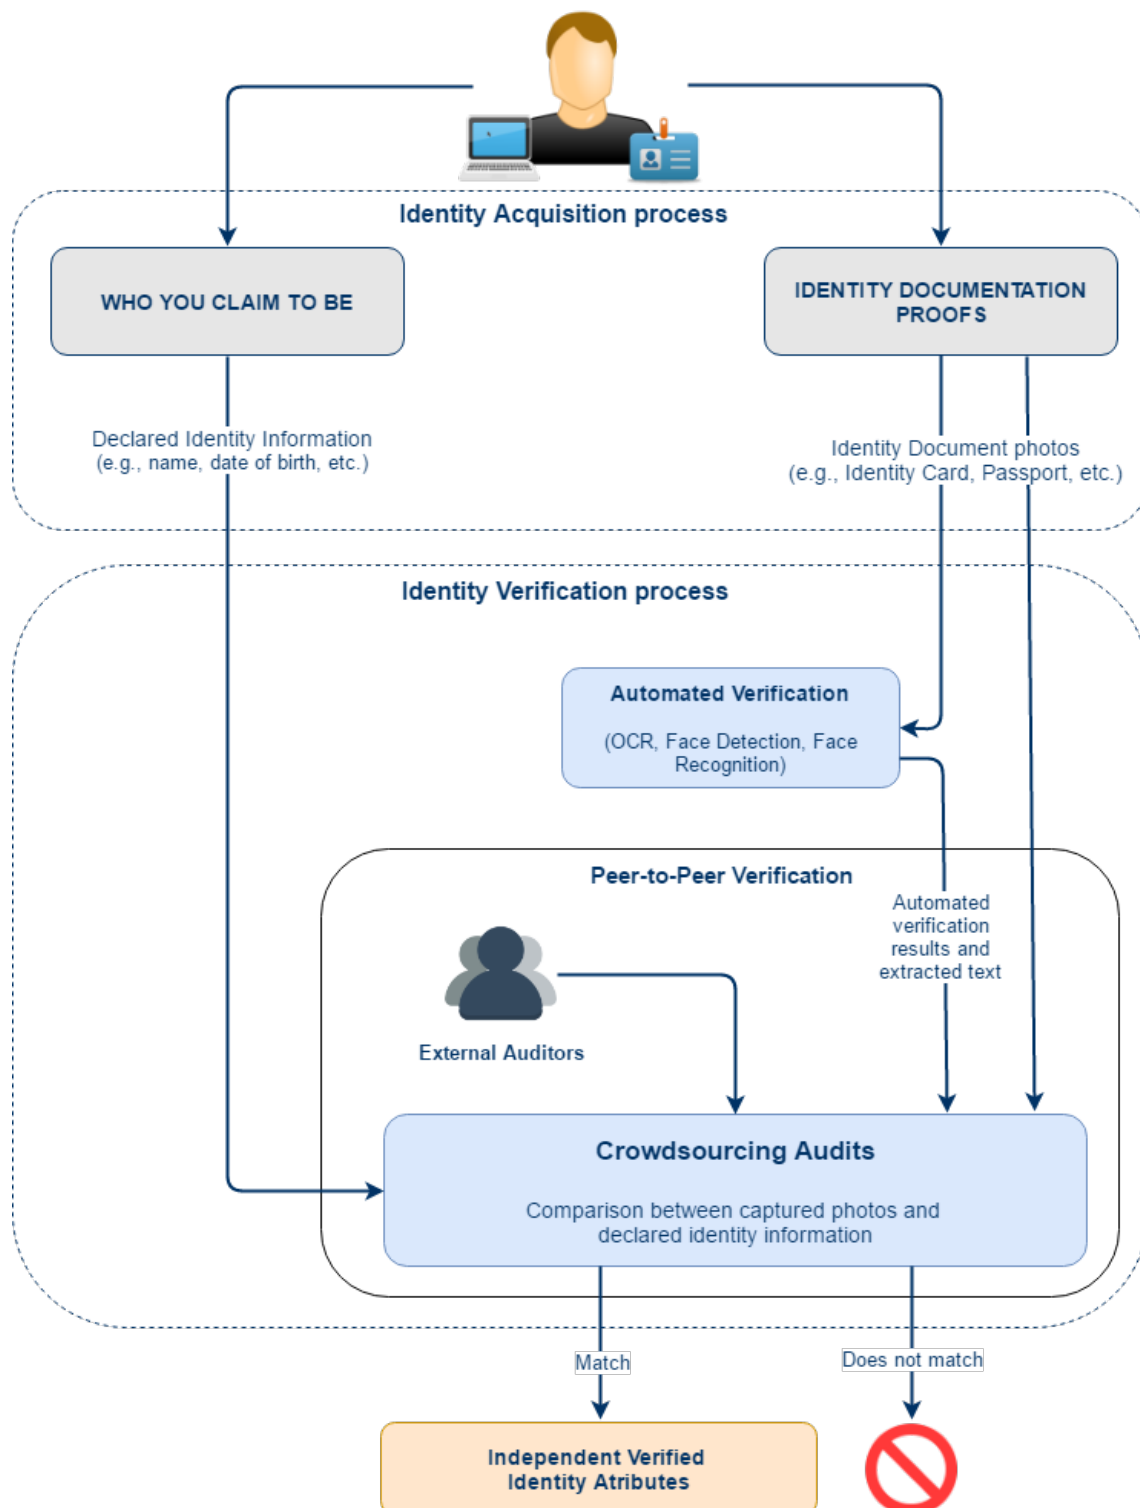 Identity Acquisition process
WHO YOU CLAIM TO BE
IDENTITY DOCUMENTATION
PROOFS
Declared Identity Information
(e.g., name, date of birth, etc.)
Identity Document photos
(e.g., Identity Card, Passport, etc.)
Identity Verification process
Automated Verification
(OCR, Face Detection, Face
Recognition)
Peer-to-Peer Verification
Automated
verification
results and
extracted text
External Auditors
Crowdsourcing Audits
Comparison between captured photos and
declared identity information
Match
Does not match
Independent Verified
Identity Atributes